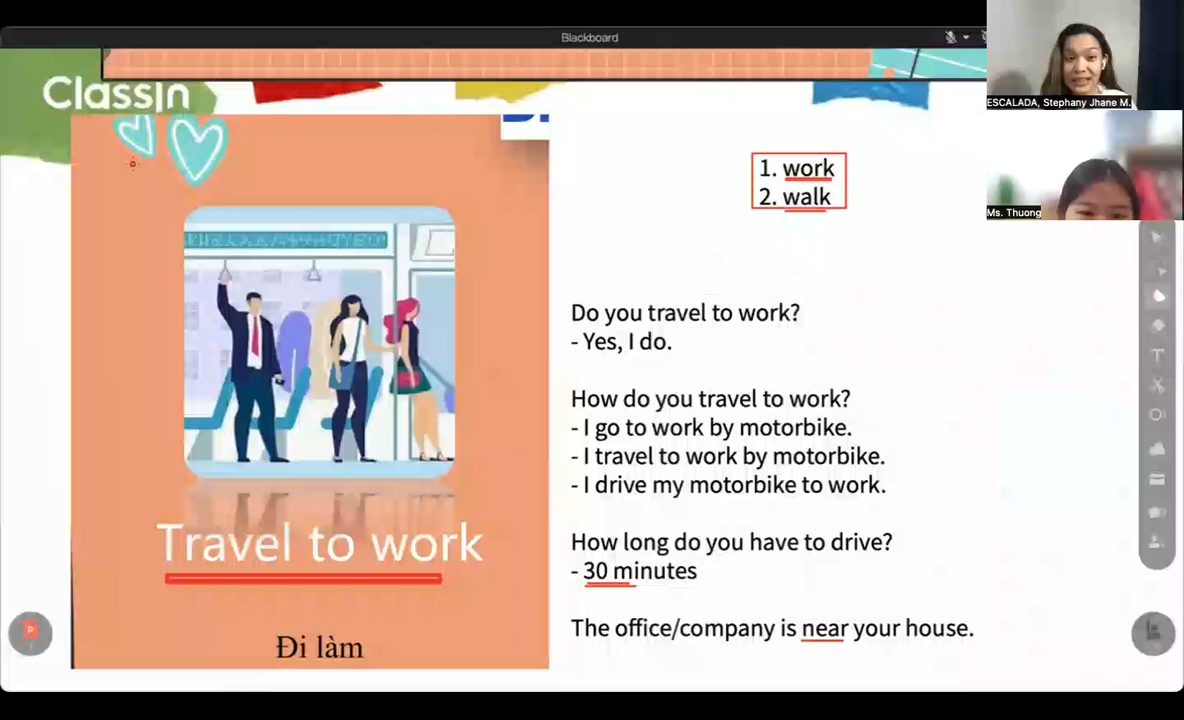 Blackboard
ClassIn
ESCALADA, Stephany Jhane M.
Ms. Thuong
1. work
2. walk
Do you travel to work?
- Yes, I do.
How do you travel to work?
- I go to work by motorbike.
- I travel to work by motorbike.
- I drive my motorbike to work.
How long do you have to drive?
- 30 minutes
The office/company is near your house.
Travel to work
Đi làm